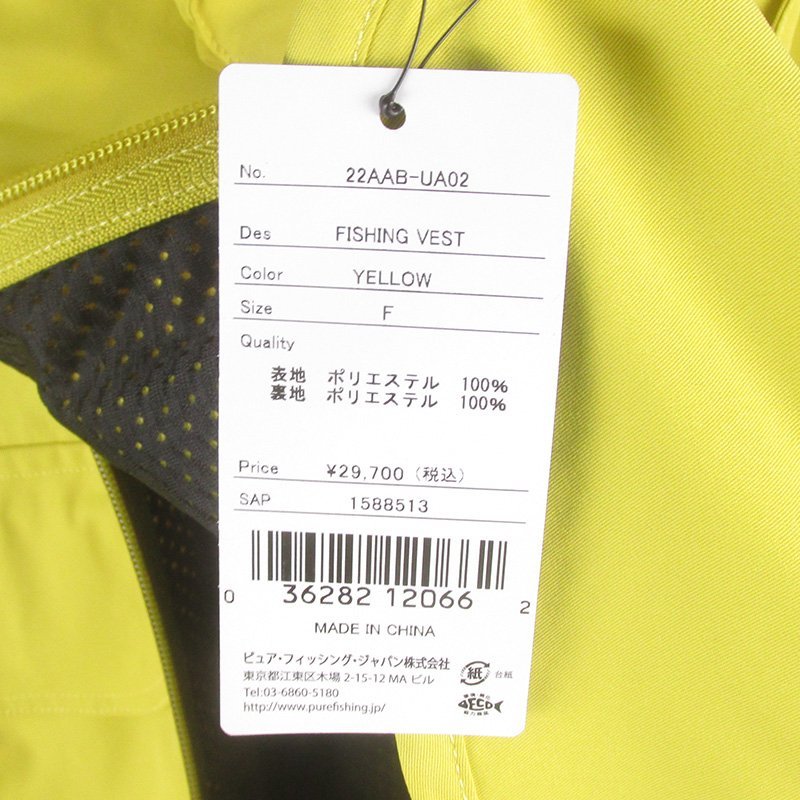 No. 22AAB-UA02
Des FISHING VEST
Color YELLOW
Size F
Quality
表地 ポリエステル 100%
裏地 ポリエステル 100%
Price ¥29,700 (税込)
SAP 1588513
0 36282 12066 2
MADE IN CHINA
ピュア・フィッシング・ジャパン株式会社
東京都江東区木場 2-15-12 MA ビル
Tel:03-6860-5180
http://www.purefishing.jp/
紙 台紙